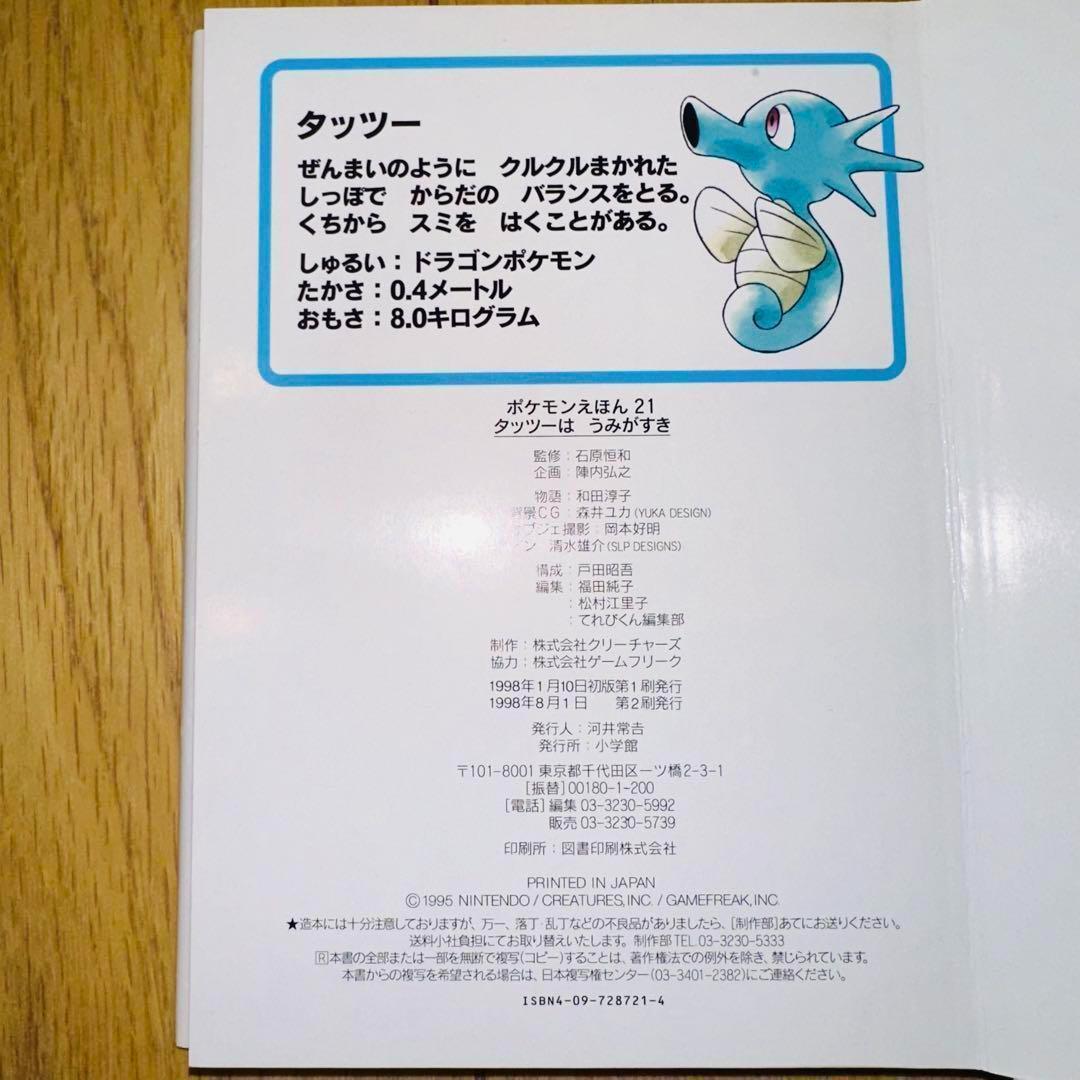 タッツー
ぜんまいのように クルクルまかれた
しっぽで からだの バランスをとる。
くちから スミを はくことがある。
しゅるい：ドラゴンポケモン
たかさ：0.4メートル
おもさ：8.0キログラム
ポケモンえほん 21
タッツーは うみがすき
監修：石原恒和
企画：陣内弘之
物語：和田淳子
背景CG：森井ユカ(YUKA DESIGN)
ブジェ撮影：岡本好明
ン 清水雄介(SLP DESIGNS)
構成：戸田昭吾
編集：福田純子
：松村江里子
：てれびくん編集部
制作：株式会社クリーチャーズ
協力：株式会社ゲームフリーク
1998年1月10日初版第1刷発行
1998年8月1日 第2刷発行
発行人：河井常吉
発行所：小学館
〒101-8001 東京都千代田区一ツ橋2-3-1
[振替]00180-1-200
[電話]編集 03-3230-5992
販売 03-3230-5739
印刷所：図書印刷株式会社
PRINTED IN JAPAN
©1995 NINTENDO / CREATURES, INC. / GAMEFREAK, INC.
★造本には十分注意しておりますが、万一、落丁・乱丁などの不良品がありましたら、[制作部]あてにお送りください。
送料小社負担にてお取り替えいたします。制作部 TEL.03-3230-5333
Ⓡ本書の全部または一部を無断で複写(コピー)することは、著作権法での例外を除き、禁じられています。
本書からの複写を希望される場合は、日本複写権センター(03-3401-2382)にご連絡ください。
ISBN4-09-728721-4